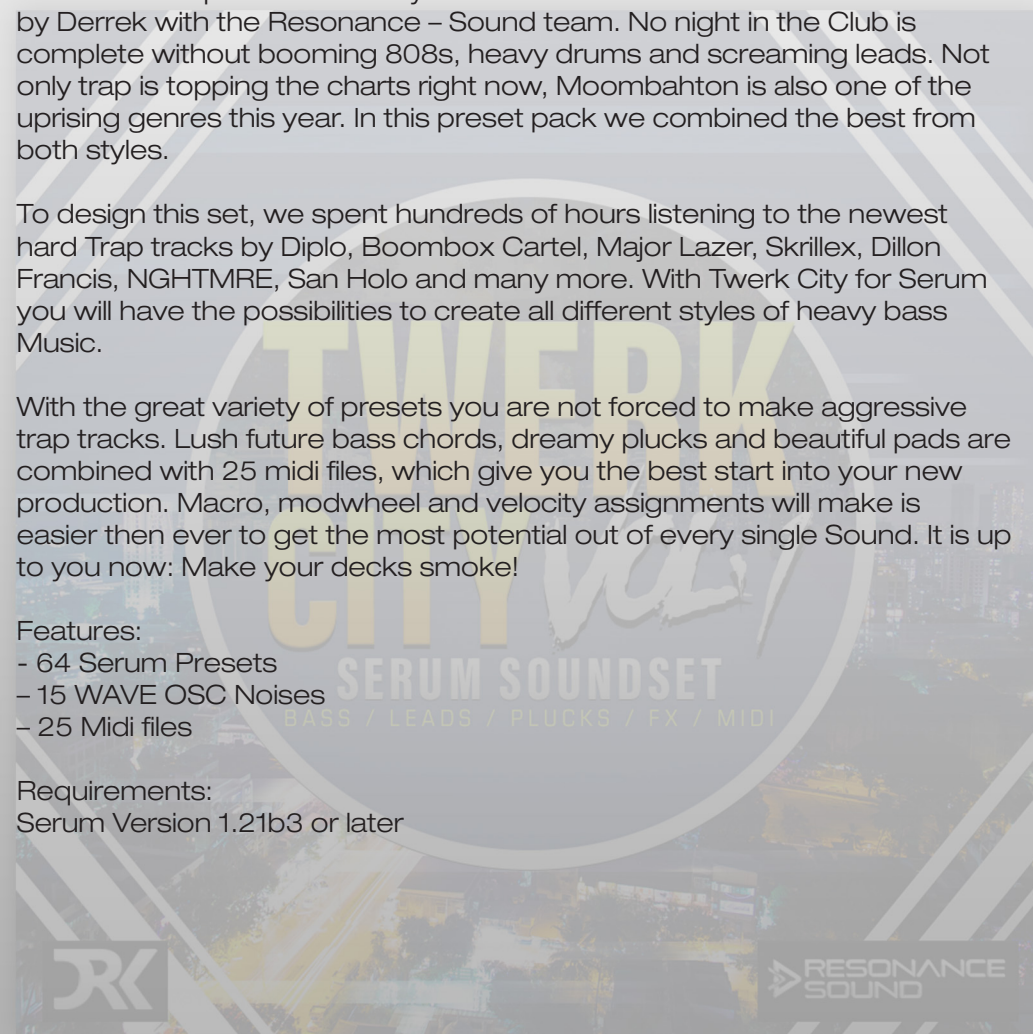 by Derrek with the Resonance – Sound team. No night in the Club is
complete without booming 808s, heavy drums and screaming leads. Not
only trap is topping the charts right now, Moombahton is also one of the
uprising genres this year. In this preset pack we combined the best from
both styles.
To design this set, we spent hundreds of hours listening to the newest
hard Trap tracks by Diplo, Boombox Cartel, Major Lazer, Skrillex, Dillon
Francis, NGHTMRE, San Holo and many more. With Twerk City for Serum
you will have the possibilities to create all different styles of heavy bass
Music.
With the great variety of presets you are not forced to make aggressive
trap tracks. Lush future bass chords, dreamy plucks and beautiful pads are
combined with 25 midi files, which give you the best start into your new
production. Macro, modwheel and velocity assignments will make is
easier then ever to get the most potential out of every single Sound. It is up
to you now: Make your decks smoke!
Features:
- 64 Serum Presets
– 15 WAVE OSC Noises
– 25 Midi files
Requirements:
Serum Version 1.21b3 or later
TWERK
CITY VOL.1
SERUM SOUNDSET
BASS / LEADS / PLUCKS / FX / MIDI
DRK
RESONANCE
SOUND